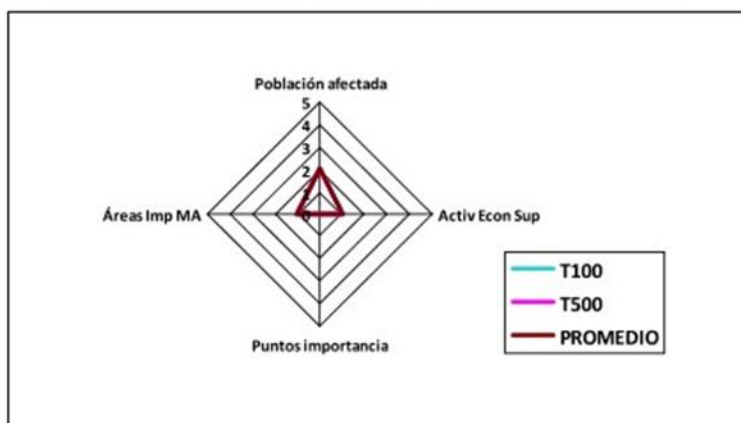 Población afectada
5
4
3
2
1
0
Áreas Imp MA
Activ Econ Sup
Puntos importancia
T100
T500
PROMEDIO